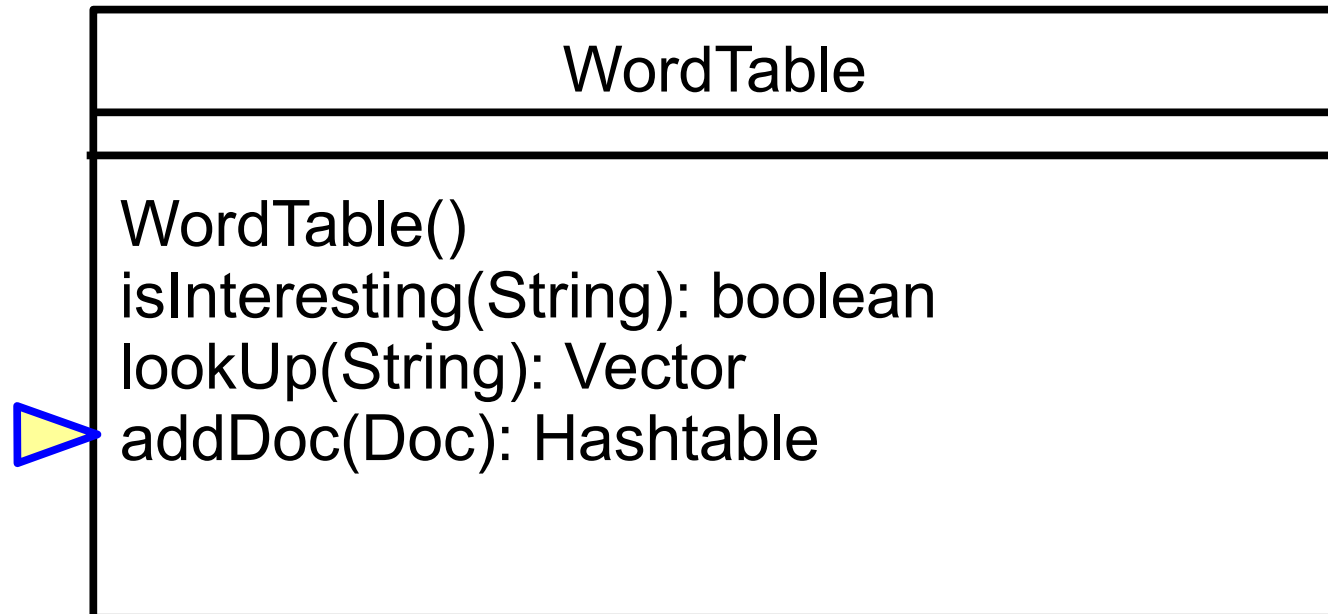 WordTable
WordTable()
isInteresting(String): boolean
lookUp(String): Vector
addDoc(Doc): Hashtable